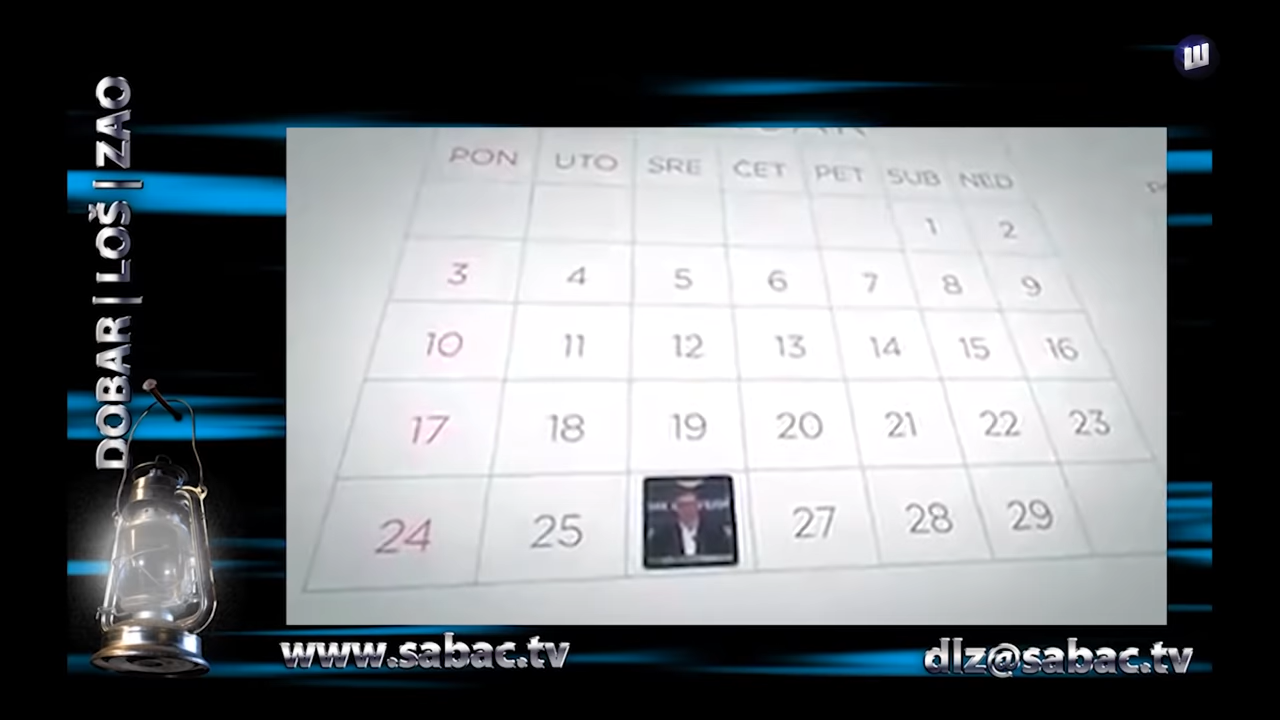 DOBAR | LOŠ | ZAO
PON UTO SRE ČET PET SUB NED
1 2
3 4 5 6 7 8 9
10 11 12 13 14 15 16
17 18 19 20 21 22 23
24 25 27 28 29
www.sabac.tv
dlz@sabac.tv